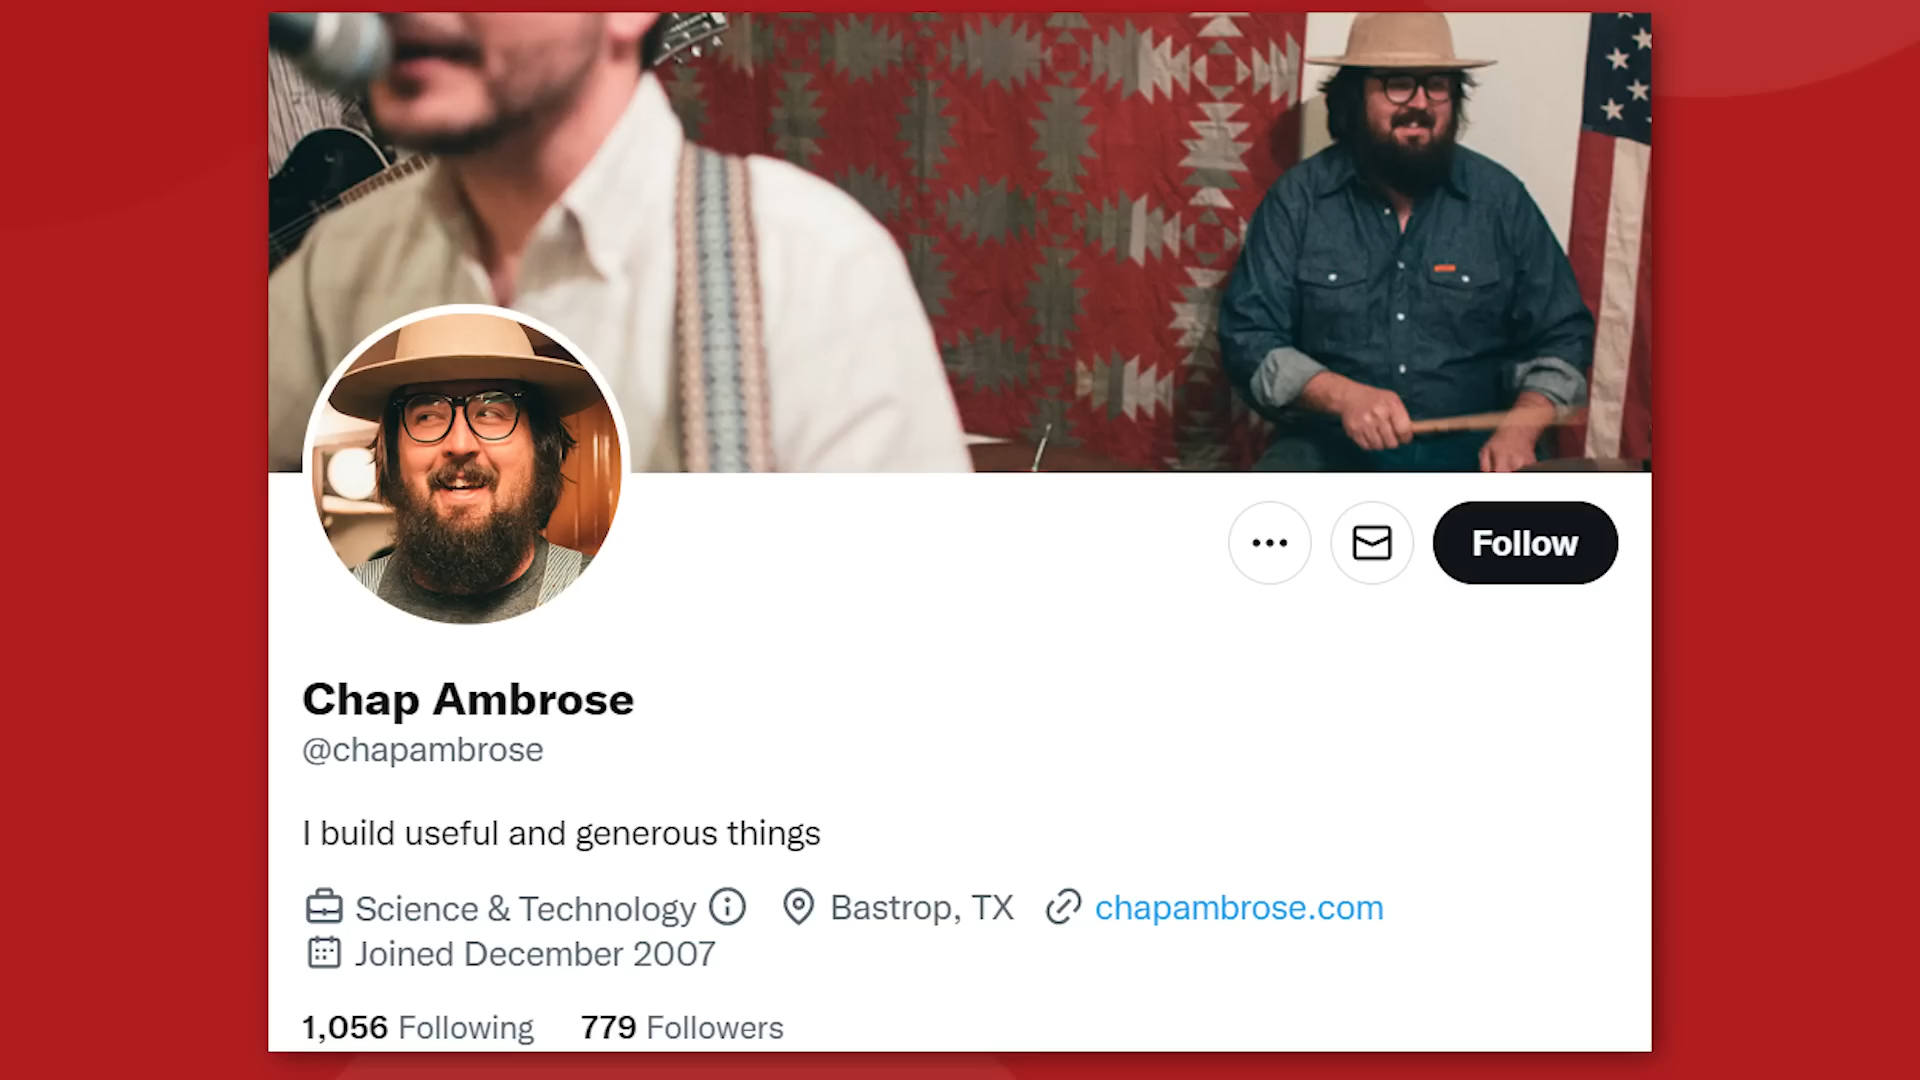 Follow
Chap Ambrose
@chapambrose
I build useful and generous things
Science & Technology Bastrop, TX chapambrose.com
Joined December 2007
1,056 Following 779 Followers